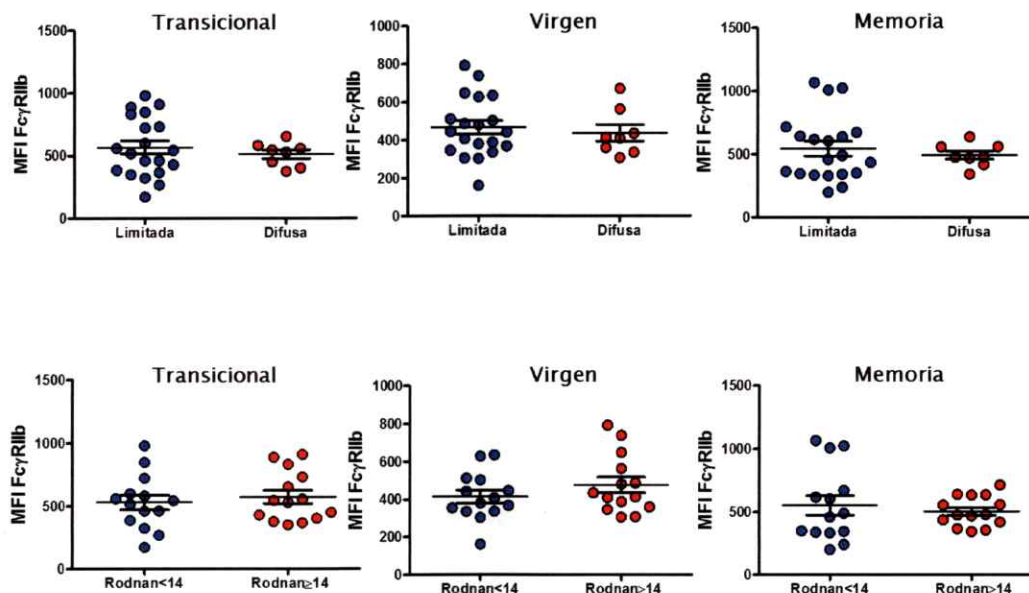 Transicional
MFI FcγRIIb
1500
1000
500
0
Limitada Difusa
Virgen
MFI FcγRIIb
1000
800
600
400
200
0
Limitada Difusa
Memoria
MFI FcγRIIb
1500
1000
500
0
Limitada Difusa
Transicional
MFI FcγRIIb
1500
1000
500
0
Rodnan<14 Rodnan≥14
Virgen
MFI FcγRIIb
1000
800
600
400
200
0
Rodnan<14 Rodnan>14
Memoria
MFI FcγRIIb
1500
1000
500
0
Rodnan<14 Rodnan>14